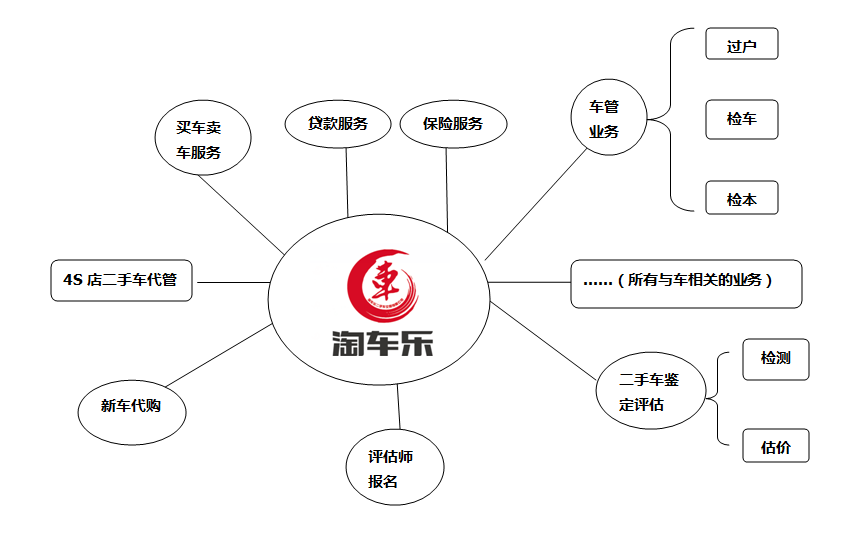 过户
车管
业务
检车
检本
贷款服务
保险服务
买车卖
车服务
4S 店二手车代管
車
淘车乐
……（所有与车相关的业务）
新车代购
评估师
报名
二手车鉴
定评估
检测
估价